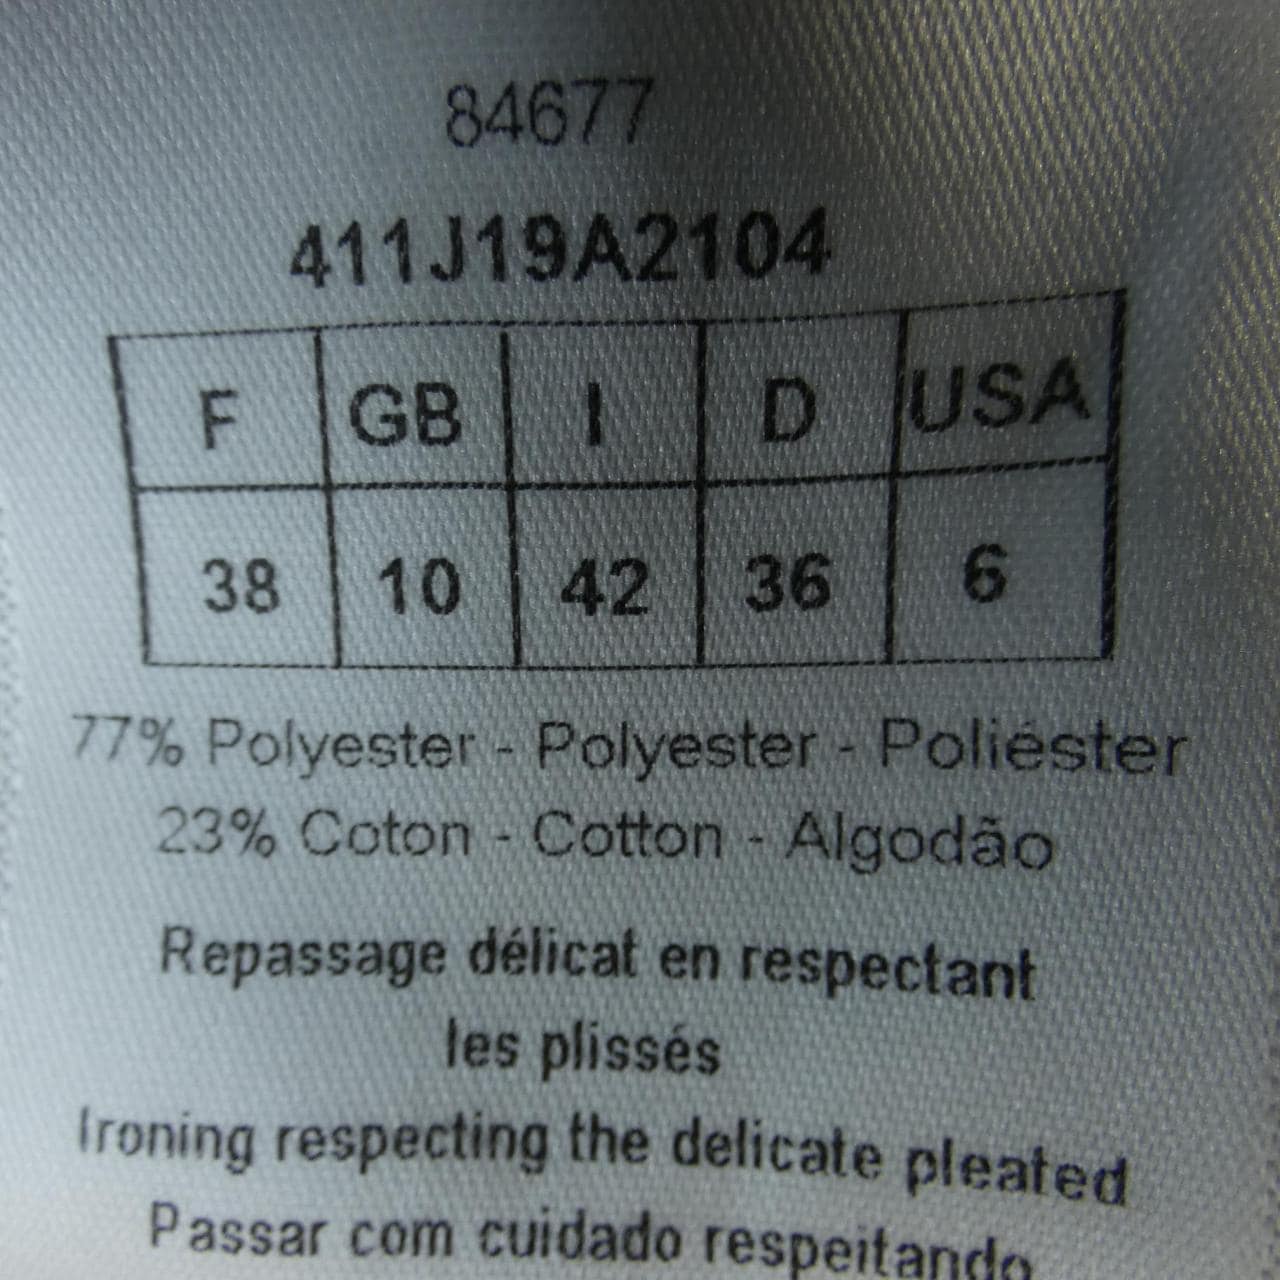 84677
411J19A2104
F GB I D USA
38 10 42 36 6
77% Polyester - Polyester - Poliéster
23% Coton - Cotton - Algodão
Repassage délicat en respectant
les plissés
Ironing respecting the delicate pleated
Passar com cuidado respeitando